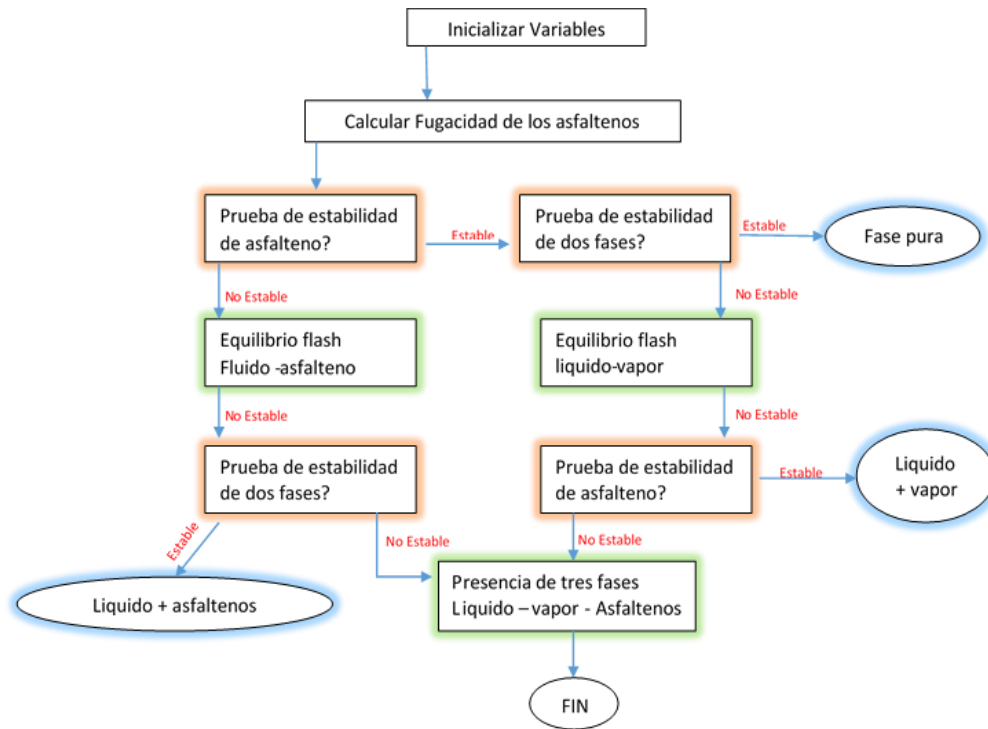 Inicializar Variables
Calcular Fugacidad de los asfaltenos
Prueba de estabilidad
de asfalteno?
Estable
Prueba de estabilidad
de dos fases?
Estable
Fase pura
No Estable
No Estable
Equilibrio flash
Fluido -asfalteno
Equilibrio flash
liquido-vapor
No Estable
No Estable
Prueba de estabilidad
de dos fases?
Prueba de estabilidad
de asfalteno?
Estable
Liquido
+ vapor
Estable
No Estable
No Estable
Liquido + asfaltenos
Presencia de tres fases
Liquido – vapor - Asfaltenos
FIN